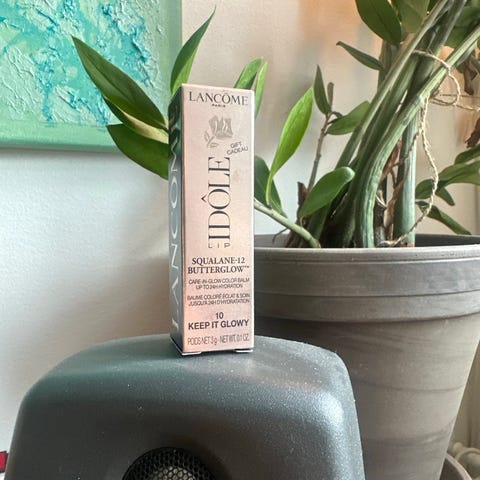 LANCÔME
PARIS
GIFT
CADEAU
LIP
IDÔLE
SQUALANE-12
BUTTERGLOW™
CARE-IN-GLOW COLOR BALM
UP TO 24H HYDRATION
BAUME COLORÉ ÉCLAT & SOIN
JUSQU'À 24H D'HYDRATATION
10
KEEP IT GLOWY
POIDS NET 3g - NET WT. 0.1 OZ.
LANCÔME